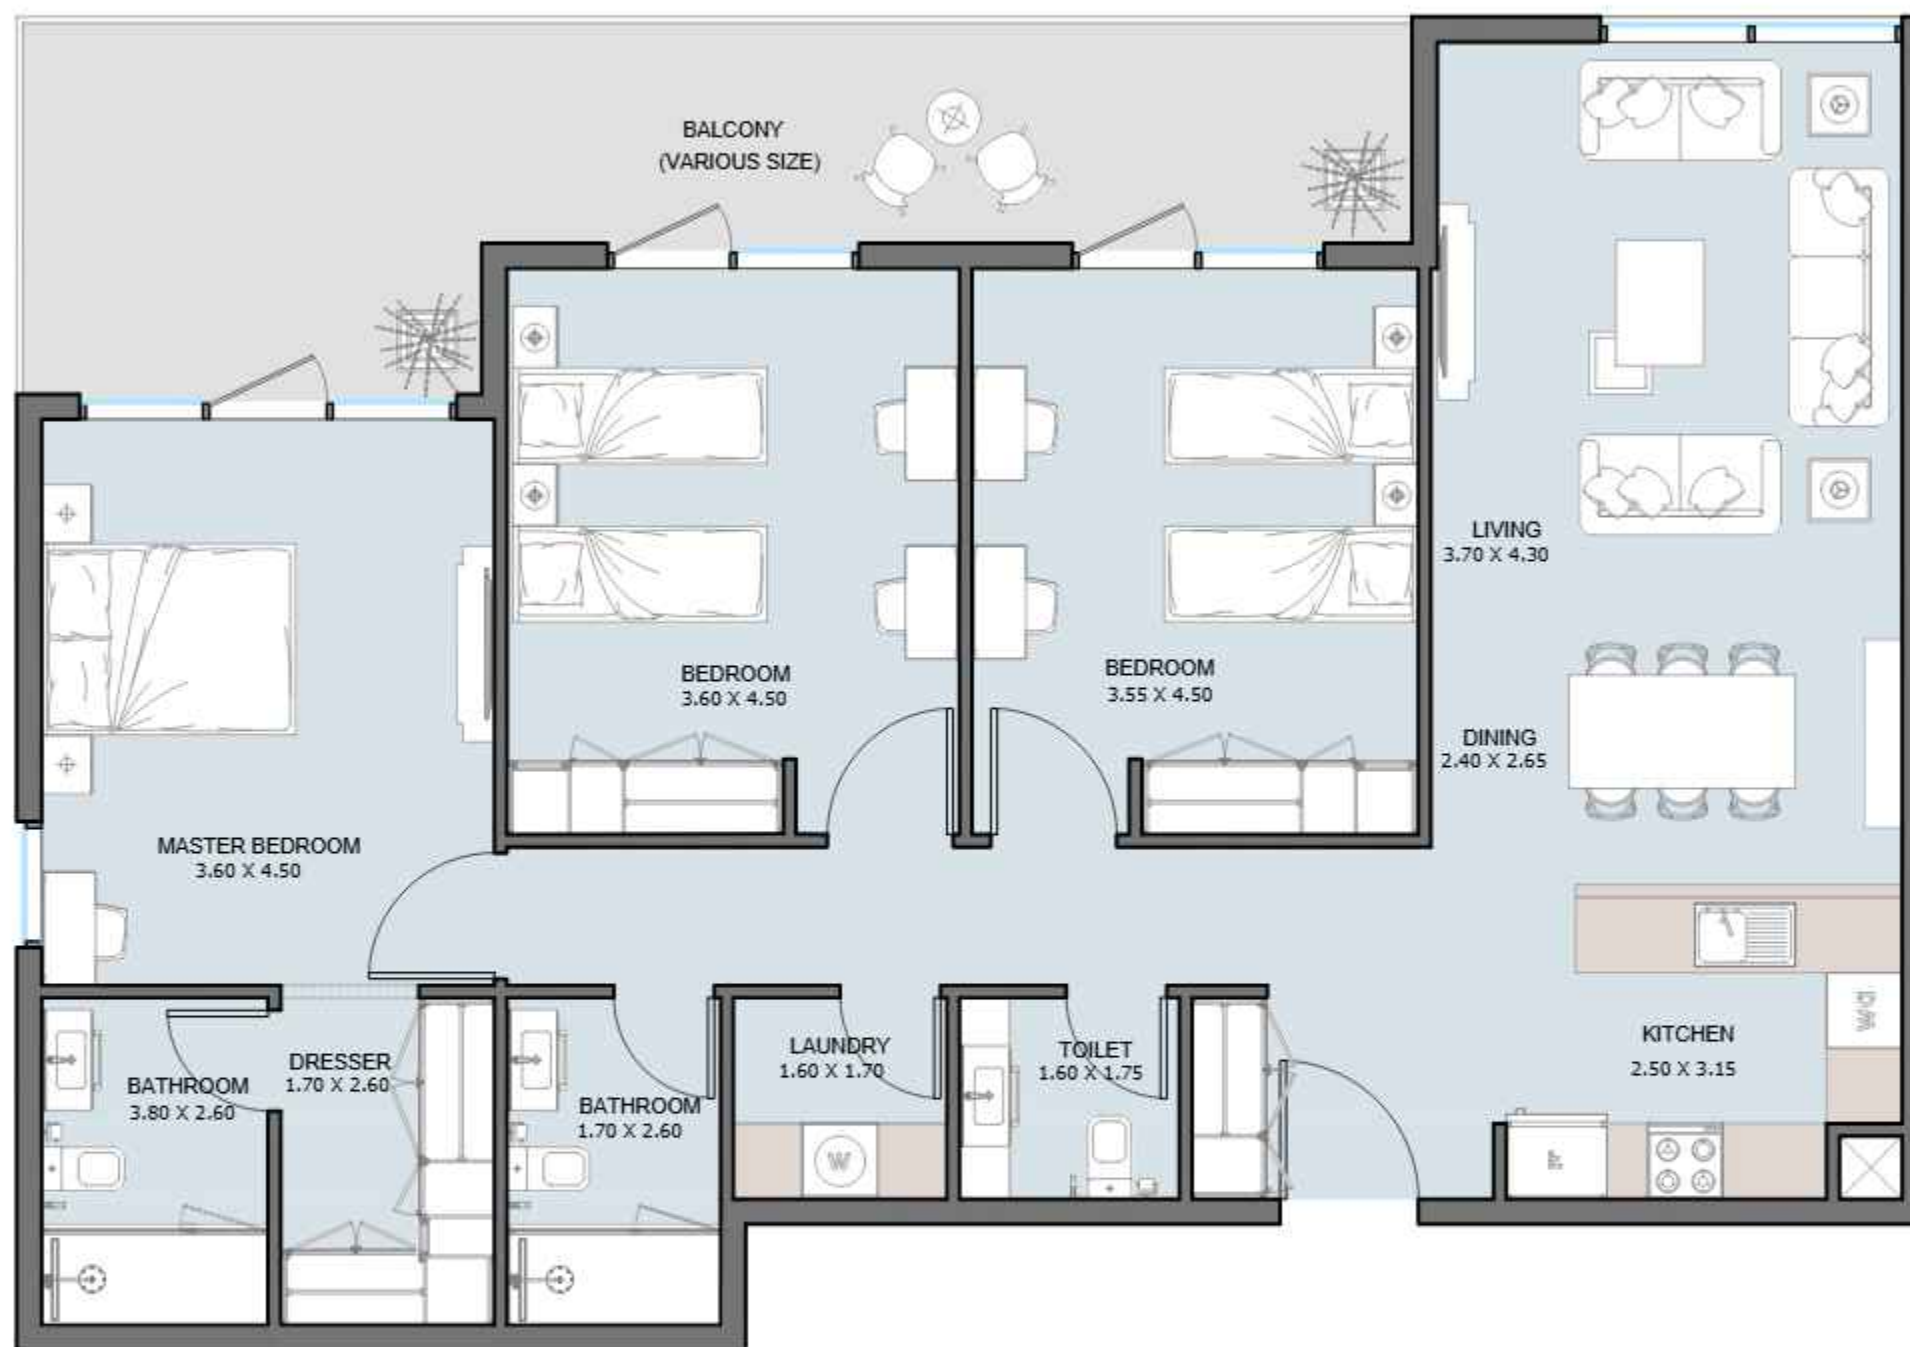 BALCONY
(VARIOUS SIZE)
LIVING
3.70 X 4.30
BEDROOM
3.60 X 4.50
BEDROOM
3.55 X 4.50
DINING
2.40 X 2.65
MASTER BEDROOM
3.60 X 4.50
KITCHEN
2.50 X 3.15
DW
LAUNDRY
1.60 X 1.70
TOILET
1.60 X 1.75
DRESSER
1.70 X 2.60
BATHROOM
3.80 X 2.60
BATHROOM
1.70 X 2.60
W